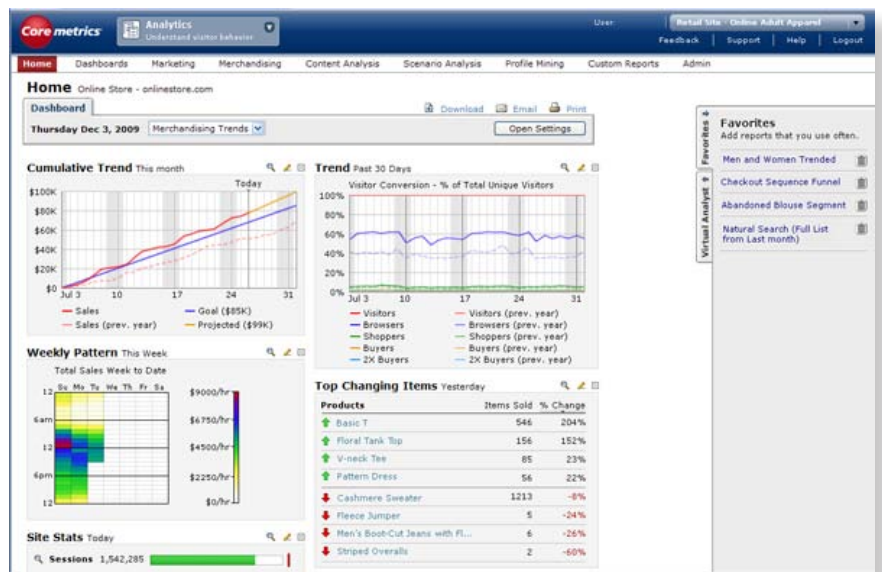 Coremetrics
Analytics
Understand visitor behavior
User:
Retail Site - Online Adult Apparel
Feedback | Support | Help | Logout
Home Dashboards Marketing Merchandising Content Analysis Scenario Analysis Profile Mining Custom Reports Admin
Home Online Store - onlinestore.com
Dashboard
Download Email Print
Thursday Dec 3, 2009 Merchandising Trends Open Settings
Cumulative Trend This month
Today
$100K
$80K
$60K
$40K
$20K
$0
Jul 3 10 17 24 31
Sales Goal ($85K)
Sales (prev. year) Projected ($99K)
Trend Past 30 Days
Visitor Conversion - % of Total Unique Visitors
100%
80%
60%
40%
20%
0%
Jul 3 10 17 24 31
Visitors Visitors (prev. year)
Browsers Browsers (prev. year)
Shoppers Shoppers (prev. year)
Buyers Buyers (prev. year)
2X Buyers 2X Buyers (prev. year)
Weekly Pattern This Week
Total Sales Week to Date
Su Mo Tu We Th Fr Sa
12
6am
12
6pm
12
$9000/hr
$6750/hr
$4500/hr
$2250/hr
$0/hr
Top Changing Items Yesterday
Products Items Sold % Change
Basic T 546 204%
Floral Tank Top 156 152%
V-neck Tee 85 23%
Pattern Dress 56 22%
Cashmere Sweater 1213 -8%
Fleece Jumper 5 -24%
Men's Boot-Cut Jeans with Fl... 6 -26%
Striped Overalls 2 -60%
Site Stats Today
Sessions 1,542,285
Favorites
Virtual Analyst
Favorites
Add reports that you use often.
Men and Women Trended
Checkout Sequence Funnel
Abandoned Blouse Segment
Natural Search (Full List
from Last month)